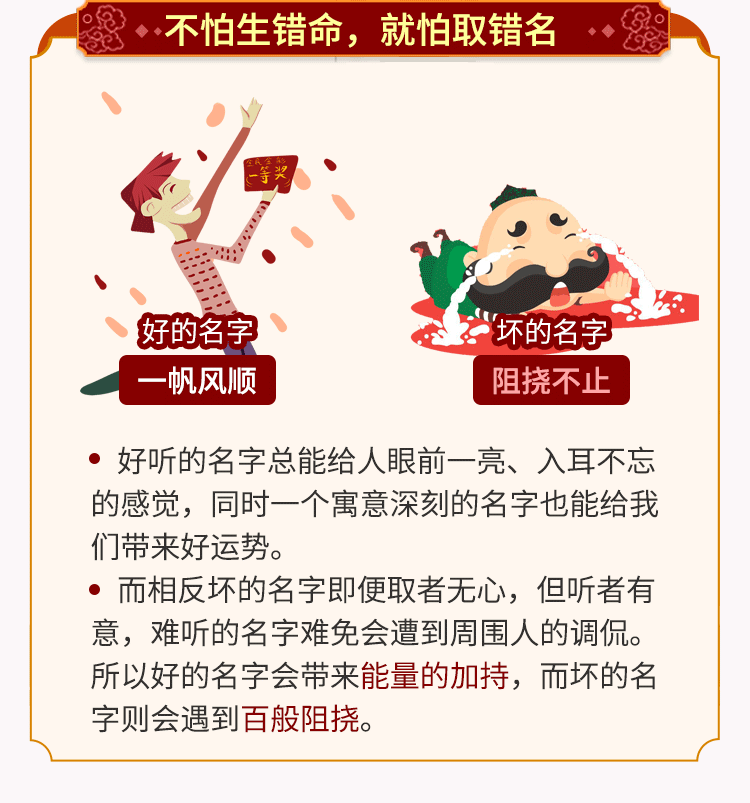 不怕生错命，就怕取错名
一等奖
好的名字
一帆风顺
坏的名字
阻挠不止
好听的名字总能给人眼前一亮、入耳不忘
的感觉，同时一个寓意深刻的名字也能给我
们带来好运势。
而相反坏的名字即便取者无心，但听者有
意，难听的名字难免会遭到周围人的调侃。
所以好的名字会带来能量的加持，而坏的名
字则会遇到百般阻挠。